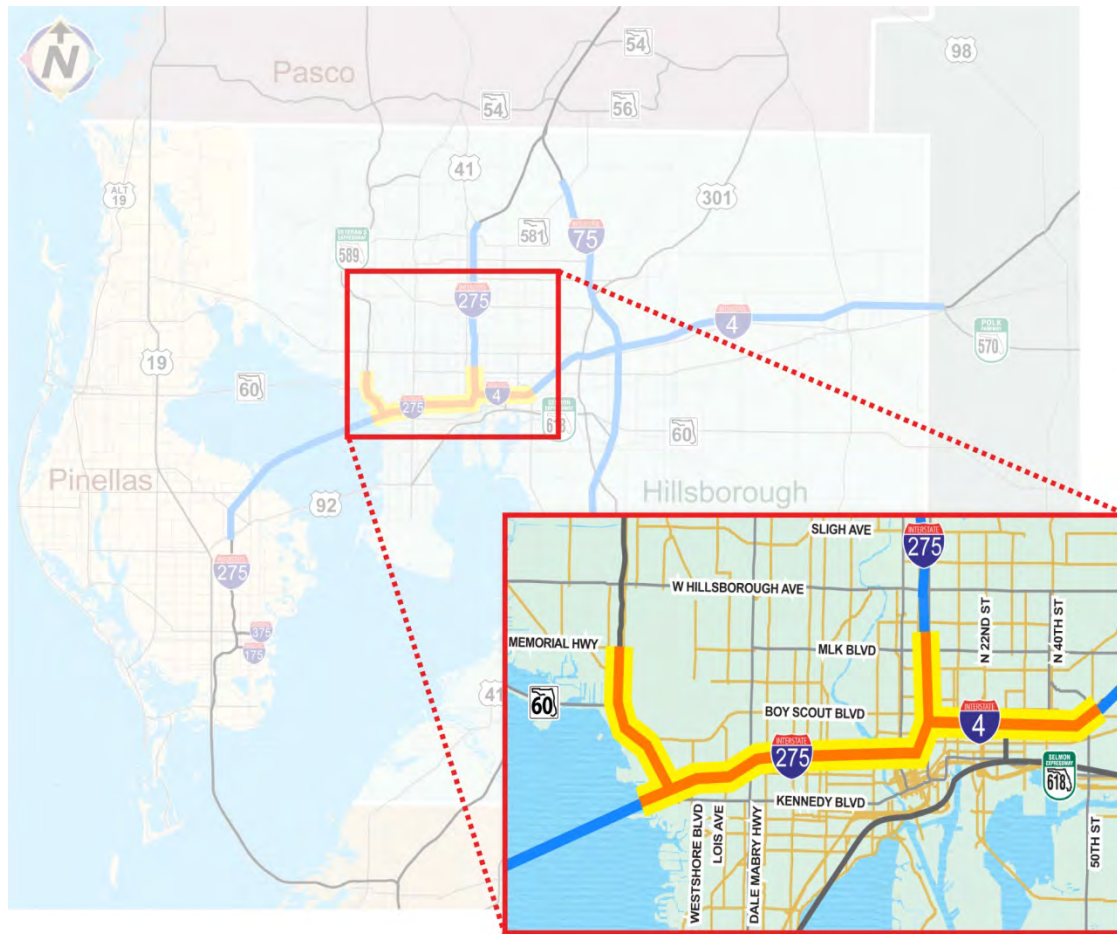 N
Pasco
54
98
54
56
41
ALT
19
301
VETERAN'S
EXPRESSWAY
589
581
75
275
4
POLK
PARKWAY
570
19
60
275
4
618
60
Pinellas
92
Hillsborough
275
375
175
41
SLIGH AVE
INTERSTATE
275
W HILLSBOROUGH AVE
N 22ND ST
N 40TH ST
MEMORIAL HWY
MLK BLVD
60
BOY SCOUT BLVD
INTERSTATE
4
INTERSTATE
275
SELMON
EXPRESSWAY
618
KENNEDY BLVD
WESTSHORE BLVD
LOIS AVE
DALE MABRY HWY
50TH ST